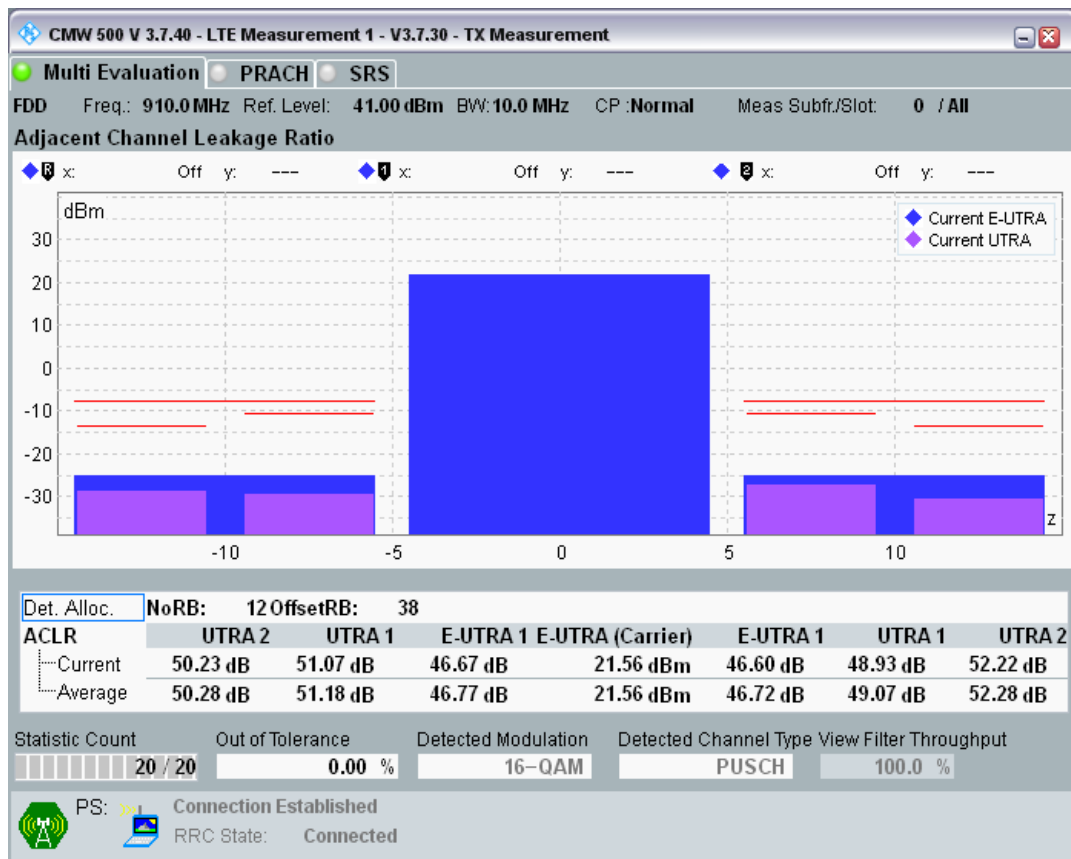 CMW 500 V 3.7.40 - LTE Measurement 1 - V3.7.30 - TX Measurement
Multi Evaluation PRACH SRS
FDD Freq.: 910.0 MHz Ref. Level: 41.00 dBm BW: 10.0 MHz CP :Normal Meas Subfr./Slot: 0 / All
Adjacent Channel Leakage Ratio
R x: Off y: --- 1 x: Off y: --- 2 x: Off y: ---
dBm
Current E-UTRA
Current UTRA
30
20
10
0
-10
-20
-30
z
-10 -5 0 5 10
Det. Alloc. NoRB: 12 OffsetRB: 38
ACLR UTRA 2 UTRA 1 E-UTRA 1 E-UTRA (Carrier) E-UTRA 1 UTRA 1 UTRA 2
Current 50.23 dB 51.07 dB 46.67 dB 21.56 dBm 46.60 dB 48.93 dB 52.22 dB
Average 50.28 dB 51.18 dB 46.77 dB 21.56 dBm 46.72 dB 49.07 dB 52.28 dB
Statistic Count Out of Tolerance Detected Modulation Detected Channel Type View Filter Throughput
20 / 20 0.00 % 16-QAM PUSCH 100.0 %
PS: Connection Established
RRC State: Connected